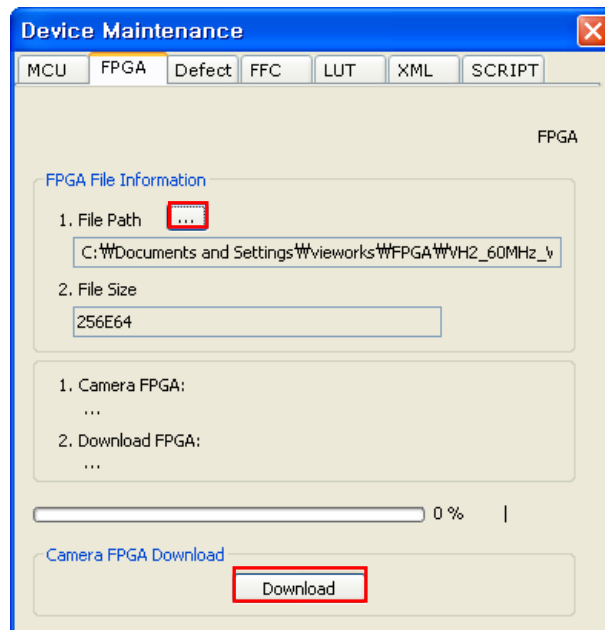 Device Maintenance
MCU FPGA Defect FFC LUT XML SCRIPT
FPGA
FPGA File Information
1. File Path ...
C:₩Documents and Settings₩vieworks₩FPGA₩VH2_60MHz_
2. File Size
256E64
1. Camera FPGA:
...
2. Download FPGA:
...
0 %
Camera FPGA Download
Download